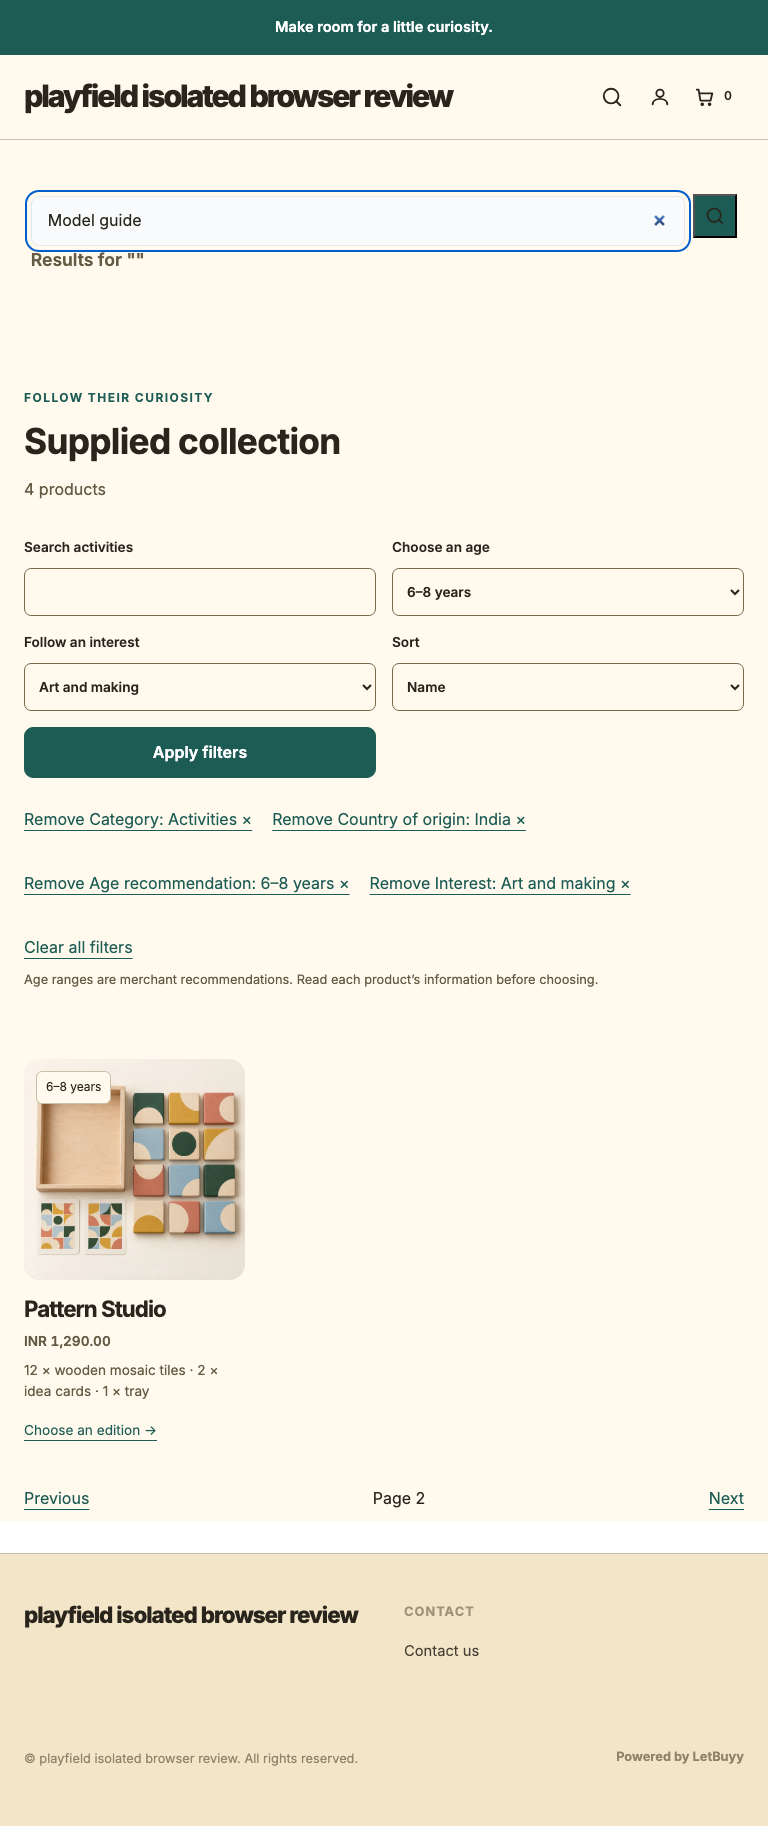 Make room for a little curiosity.
playfield isolated browser review
0
Model guide
×
Results for ""
FOLLOW THEIR CURIOSITY
Supplied collection
4 products
Search activities
Choose an age
6–8 years
Follow an interest
Sort
Art and making
Name
Apply filters
Remove Category: Activities ×
Remove Country of origin: India ×
Remove Age recommendation: 6–8 years ×
Remove Interest: Art and making ×
Clear all filters
Age ranges are merchant recommendations. Read each product’s information before choosing.
6–8 years
Pattern Studio
INR 1,290.00
12 × wooden mosaic tiles · 2 ×
idea cards · 1 × tray
Choose an edition →
Previous
Page 2
Next
playfield isolated browser review
CONTACT
Contact us
© playfield isolated browser review. All rights reserved.
Powered by LetBuyy